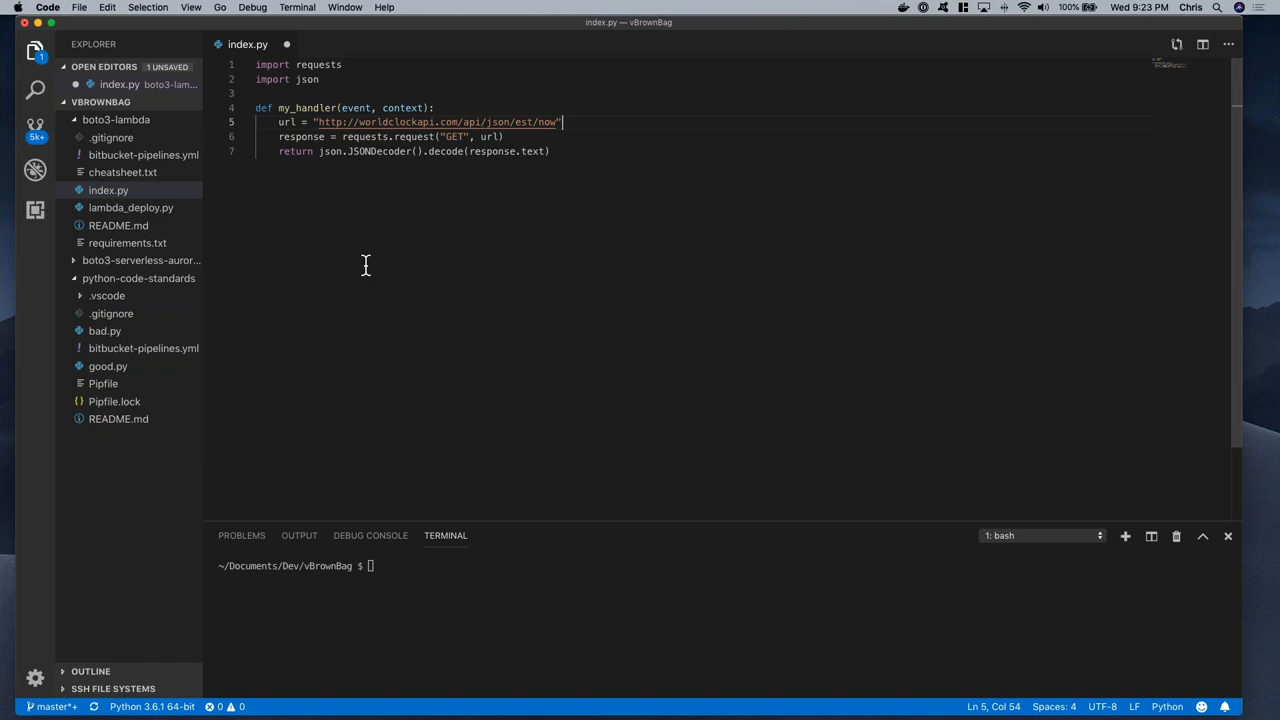 Code File Edit Selection View Go Debug Terminal Window Help 100% Wed 9:23 PM Chris
index.py — vBrownBag
EXPLORER
index.py
OPEN EDITORS 1 UNSAVED
index.py boto3-lam...
VBROWNBAG
boto3-lambda
.gitignore
bitbucket-pipelines.yml
cheatsheet.txt
index.py
lambda_deploy.py
README.md
requirements.txt
boto3-serverless-auror...
python-code-standards
.vscode
.gitignore
bad.py
bitbucket-pipelines.yml
good.py
Pipfile
Pipfile.lock
README.md
OUTLINE
SSH FILE SYSTEMS
1
5k+
1 import requests
2 import json
3
4 def my_handler(event, context):
5 url = "http://worldclockapi.com/api/json/est/now"
6 response = requests.request("GET", url)
7 return json.JSONDecoder().decode(response.text)
PROBLEMS OUTPUT DEBUG CONSOLE TERMINAL 1: bash
~/Documents/Dev/vBrownBag $
master*+ Python 3.6.1 64-bit 0 0 Ln 5, Col 54 Spaces: 4 UTF-8 LF Python